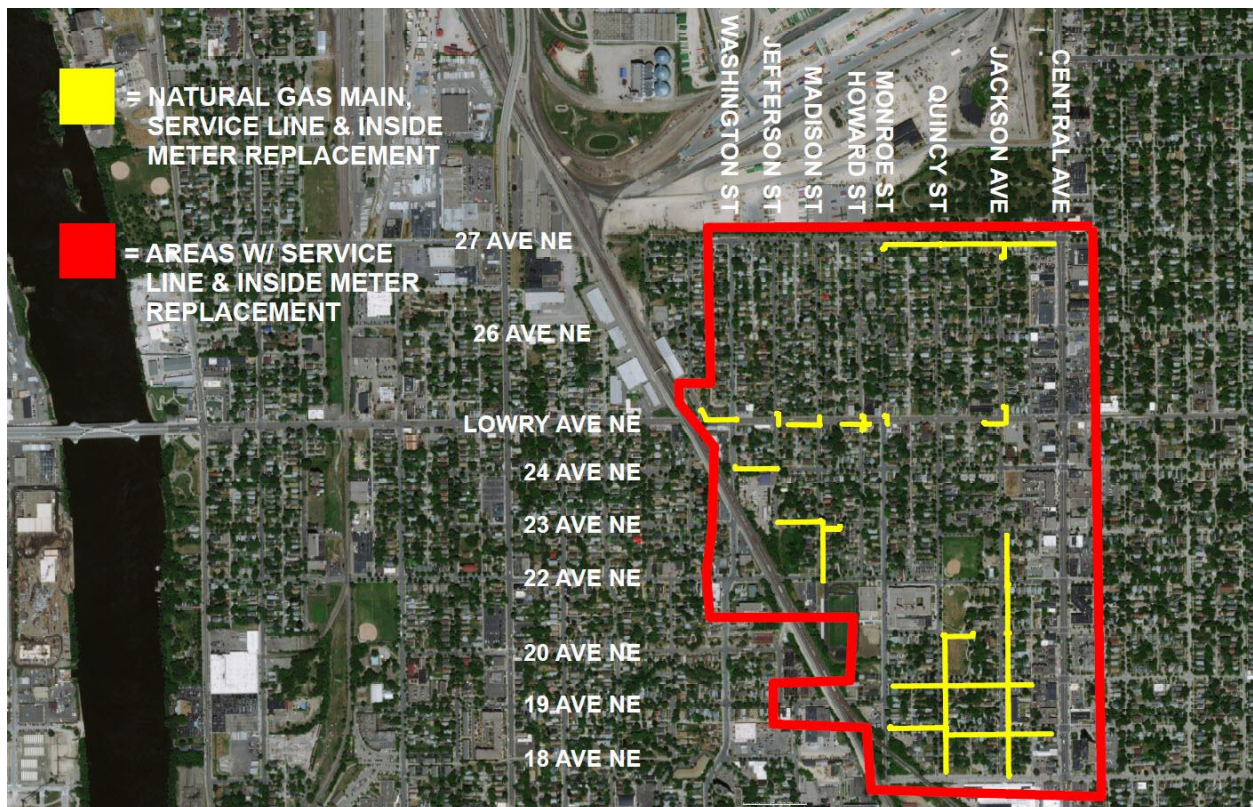 = NATURAL GAS MAIN,
SERVICE LINE & INSIDE
METER REPLACEMENT
= AREAS W/ SERVICE
LINE & INSIDE METER
REPLACEMENT
WASHINGTON ST
JEFFERSON ST
MADISON ST
HOWARD ST
MONROE ST
QUINCY ST
JACKSON AVE
CENTRAL AVE
27 AVE NE
26 AVE NE
LOWRY AVE NE
24 AVE NE
23 AVE NE
22 AVE NE
20 AVE NE
19 AVE NE
18 AVE NE